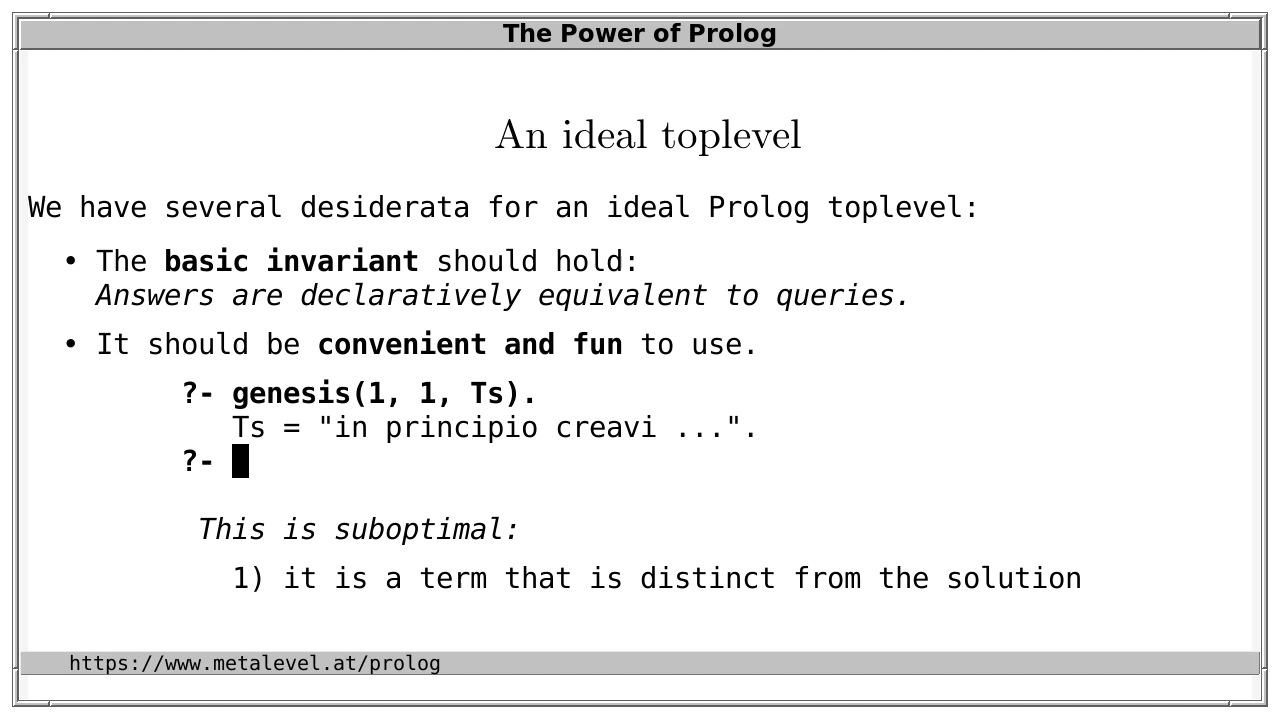 The Power of Prolog
An ideal toplevel
We have several desiderata for an ideal Prolog toplevel:
• The basic invariant should hold:
Answers are declaratively equivalent to queries.
• It should be convenient and fun to use.
?- genesis(1, 1, Ts).
Ts = "in principio creavi ...".
?-
This is suboptimal:
1) it is a term that is distinct from the solution
https://www.metalevel.at/prolog